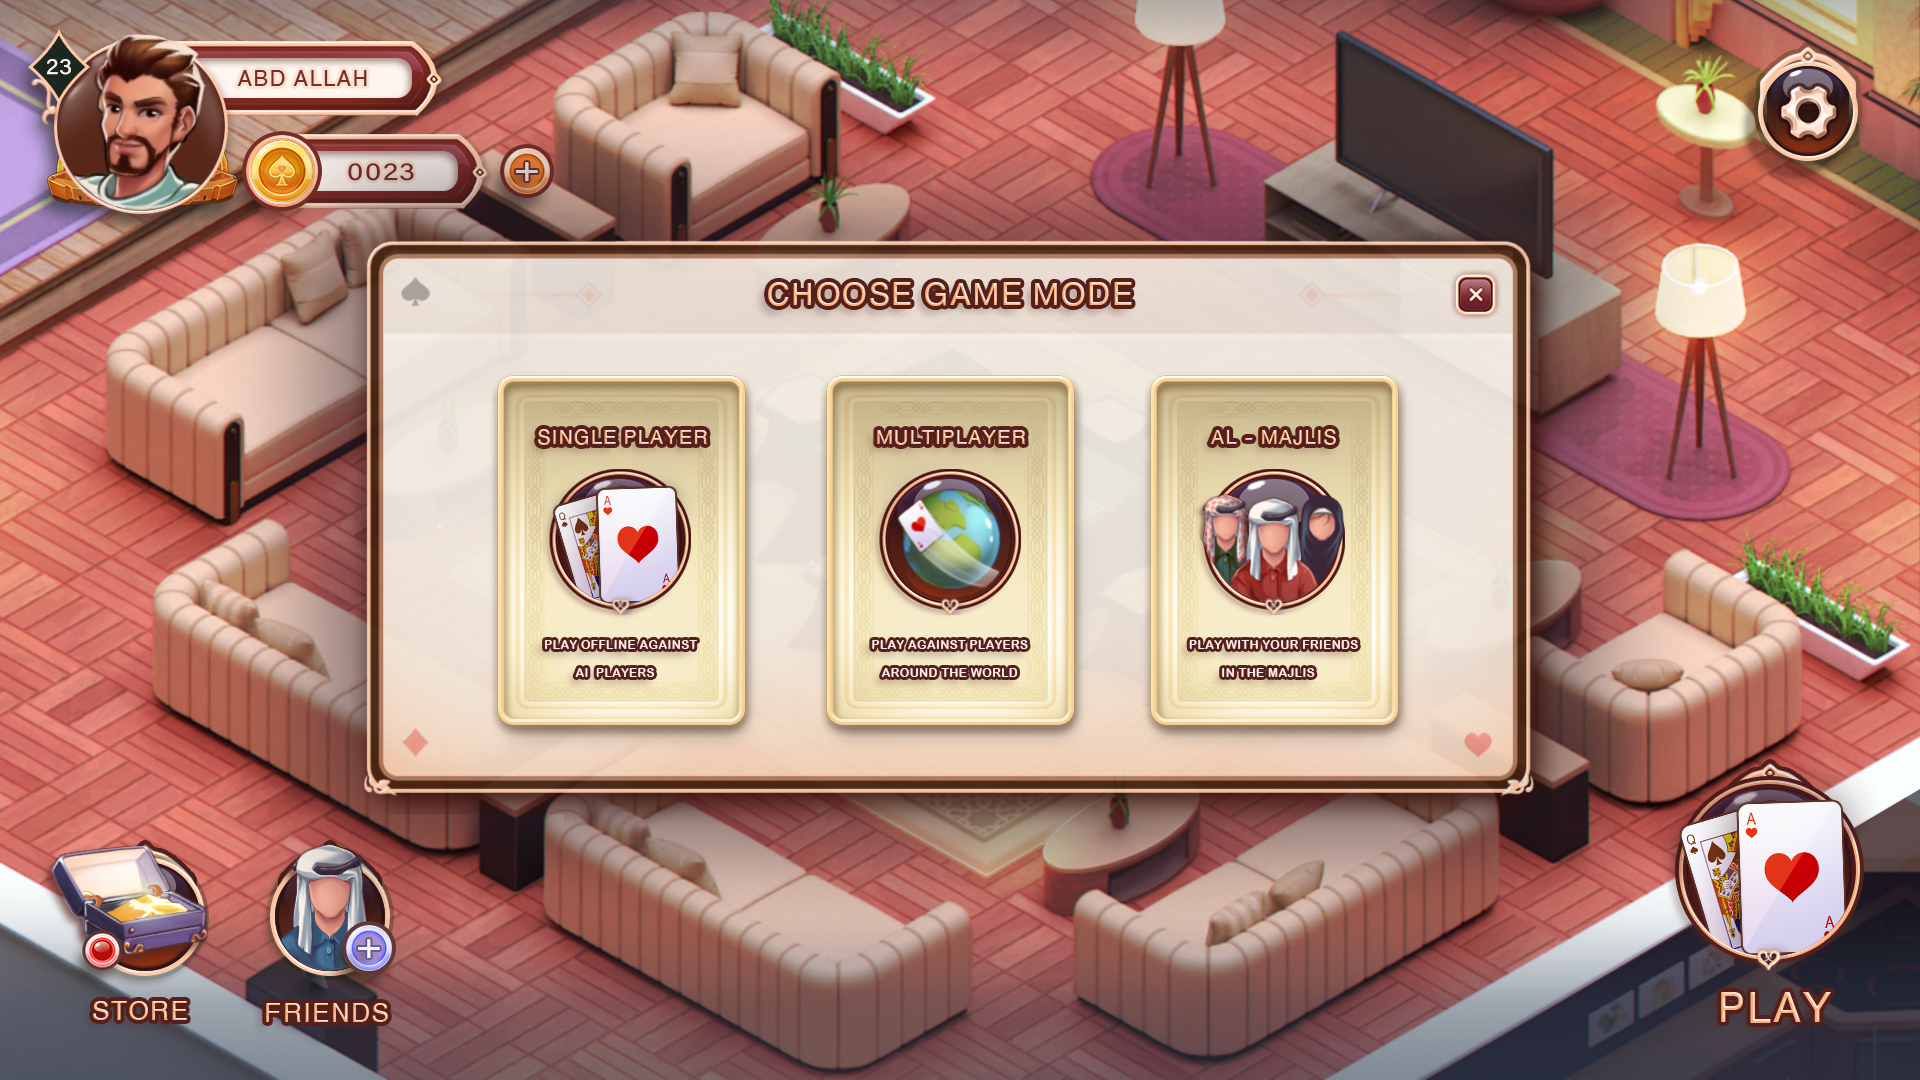 23
ABD ALLAH
0023
CHOOSE GAME MODE
SINGLE PLAYER
MULTIPLAYER
AL - MAJLIS
Q
A
A
PLAY OFFLINE AGAINST
AI PLAYERS
PLAY AGAINST PLAYERS
AROUND THE WORLD
PLAY WITH YOUR FRIENDS
IN THE MAJLIS
Q
A
A
STORE
FRIENDS
PLAY